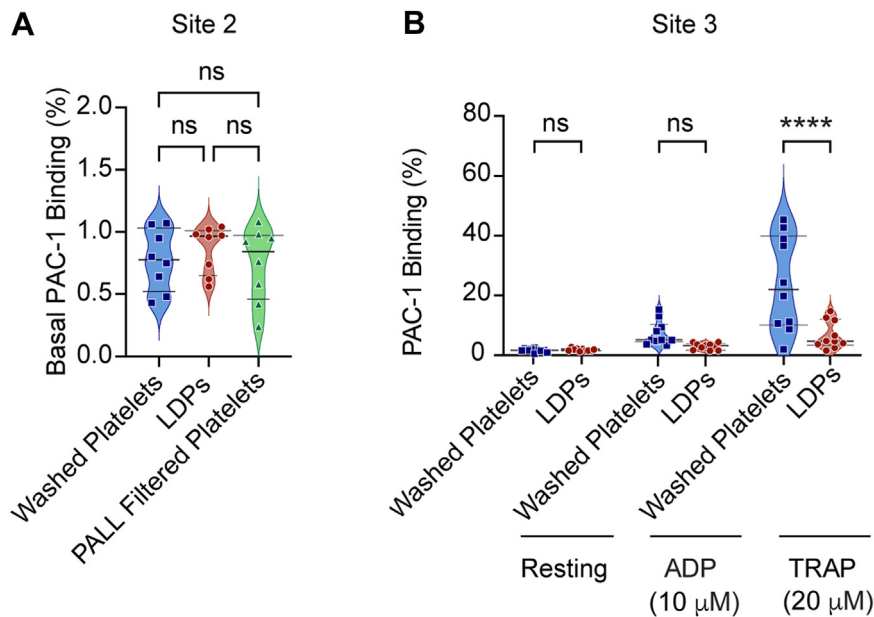 A
Site 2
Basal PAC-1 Binding (%)
2.0
1.5
1.0
0.5
0.0
ns
ns
ns
Washed Platelets
LDPs
PALL Filtered Platelets
B
Site 3
PAC-1 Binding (%)
80
60
40
20
0
ns
ns
****
Washed Platelets
LDPs
Washed Platelets
LDPs
Washed Platelets
LDPs
Resting
ADP
(10 μM)
TRAP
(20 μM)